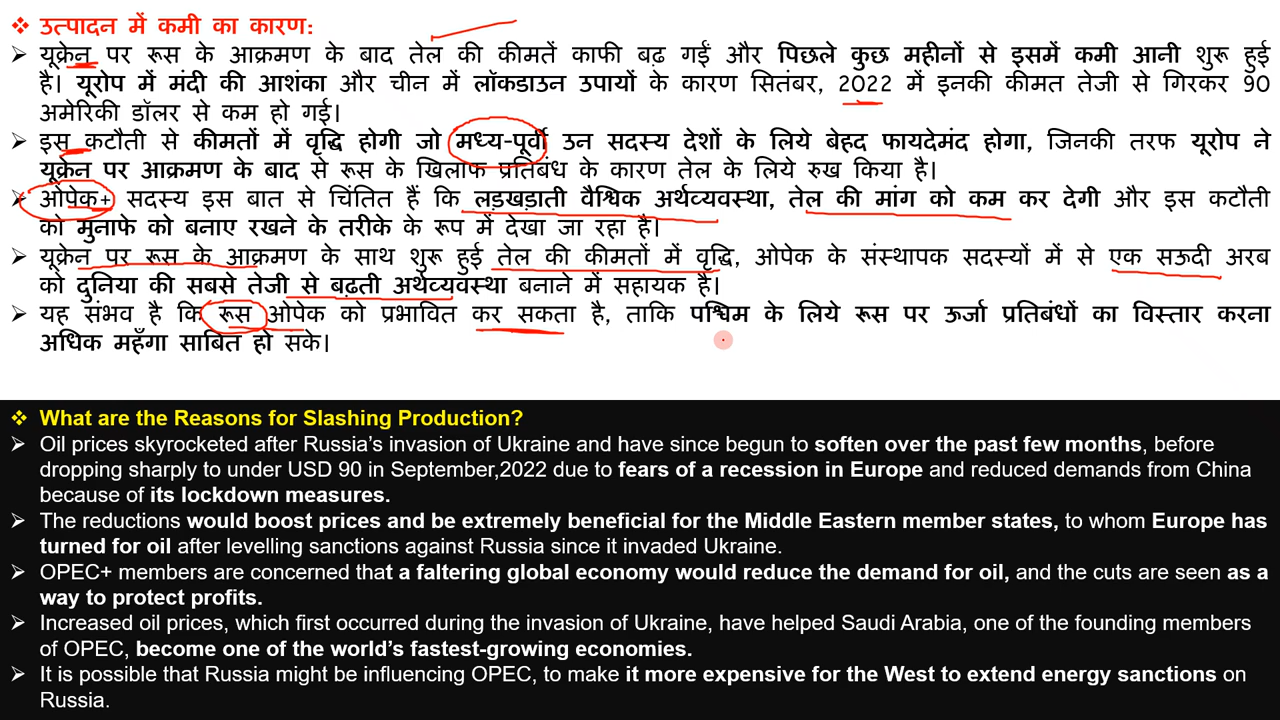 ❖ उत्पादन में कमी का कारण:
➢ यूक्रेन पर रूस के आक्रमण के बाद तेल की कीमतें काफी बढ़ गईं और पिछले कुछ महीनों से इसमें कमी आनी शुरू हुई
है। यूरोप में मंदी की आशंका और चीन में लॉकडाउन उपायों के कारण सितंबर, 2022 में इनकी कीमत तेजी से गिरकर 90
अमेरिकी डॉलर से कम हो गई।
➢ इस कटौती से कीमतों में वृद्धि होगी जो मध्य-पूर्वी उन सदस्य देशों के लिये बेहद फायदेमंद होगा, जिनकी तरफ यूरोप ने
यूक्रेन पर आक्रमण के बाद से रूस के खिलाफ प्रतिबंध के कारण तेल के लिये रुख किया है।
➢ ओपेक+ सदस्य इस बात से चिंतित हैं कि लड़खड़ाती वैश्विक अर्थव्यवस्था, तेल की मांग को कम कर देगी और इस कटौती
को मुनाफे को बनाए रखने के तरीके के रूप में देखा जा रहा है।
➢ यूक्रेन पर रूस के आक्रमण के साथ शुरू हुई तेल की कीमतों में वृद्धि, ओपेक के संस्थापक सदस्यों में से एक सऊदी अरब
को दुनिया की सबसे तेजी से बढ़ती अर्थव्यवस्था बनाने में सहायक है।
➢ यह संभव है कि रूस ओपेक को प्रभावित कर सकता है, ताकि पश्चिम के लिये रूस पर ऊर्जा प्रतिबंधों का विस्तार करना
अधिक महँगा साबित हो सके।
❖ What are the Reasons for Slashing Production?
➢ Oil prices skyrocketed after Russia’s invasion of Ukraine and have since begun to soften over the past few months, before
dropping sharply to under USD 90 in September,2022 due to fears of a recession in Europe and reduced demands from China
because of its lockdown measures.
➢ The reductions would boost prices and be extremely beneficial for the Middle Eastern member states, to whom Europe has
turned for oil after levelling sanctions against Russia since it invaded Ukraine.
➢ OPEC+ members are concerned that a faltering global economy would reduce the demand for oil, and the cuts are seen as a
way to protect profits.
➢ Increased oil prices, which first occurred during the invasion of Ukraine, have helped Saudi Arabia, one of the founding members
of OPEC, become one of the world’s fastest-growing economies.
➢ It is possible that Russia might be influencing OPEC, to make it more expensive for the West to extend energy sanctions on
Russia.